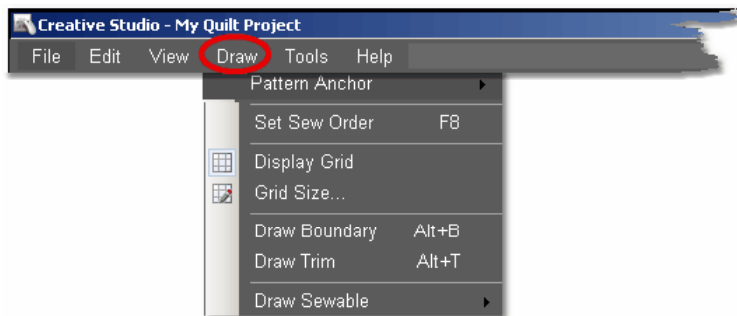 Creative Studio - My Quilt Project
File Edit View Draw Tools Help
Pattern Anchor
Set Sew Order F8
Display Grid
Grid Size...
Draw Boundary Alt+B
Draw Trim Alt+T
Draw Sewable